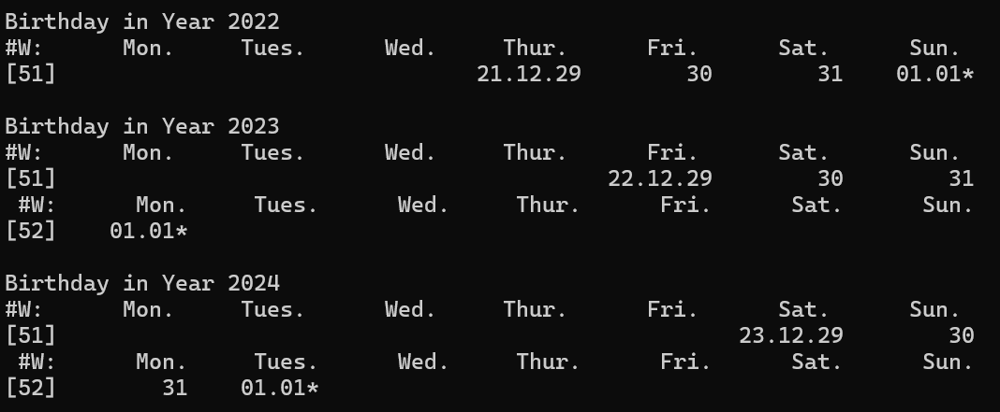 Birthday in Year 2022
#W: Mon. Tues. Wed. Thur. Fri. Sat. Sun.
[51] 21.12.29 30 31 01.01*
Birthday in Year 2023
#W: Mon. Tues. Wed. Thur. Fri. Sat. Sun.
[51] 22.12.29 30 31
#W: Mon. Tues. Wed. Thur. Fri. Sat. Sun.
[52] 01.01*
Birthday in Year 2024
#W: Mon. Tues. Wed. Thur. Fri. Sat. Sun.
[51] 23.12.29 30
#W: Mon. Tues. Wed. Thur. Fri. Sat. Sun.
[52] 31 01.01*